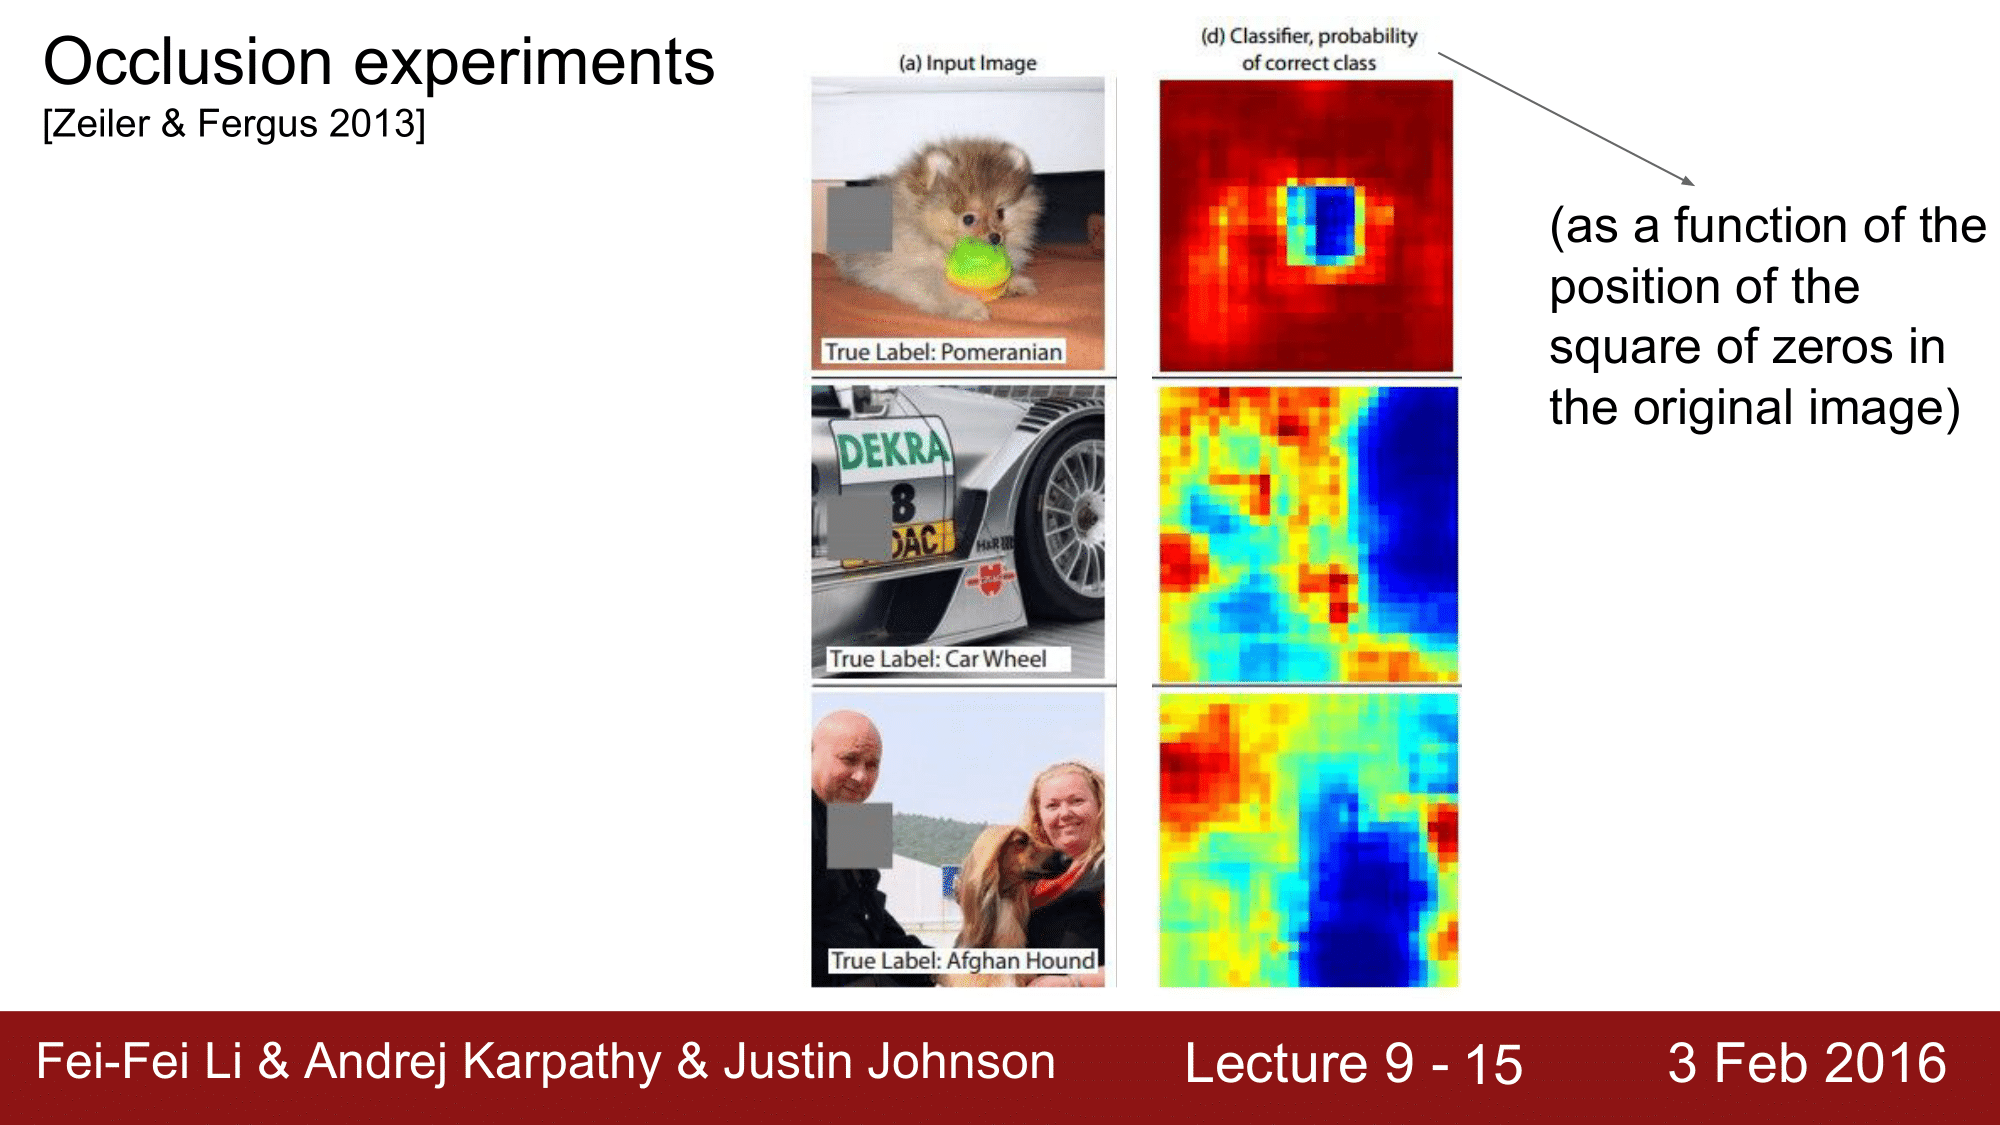 Occlusion experiments
[Zeiler & Fergus 2013]
(a) Input Image
(d) Classifier, probability
of correct class
(as a function of the
position of the
square of zeros in
the original image)
True Label: Pomeranian
DEKRA
8
DAC
H&R
True Label: Car Wheel
True Label: Afghan Hound
Fei-Fei Li & Andrej Karpathy & Justin Johnson
Lecture 9 - 15
3 Feb 2016